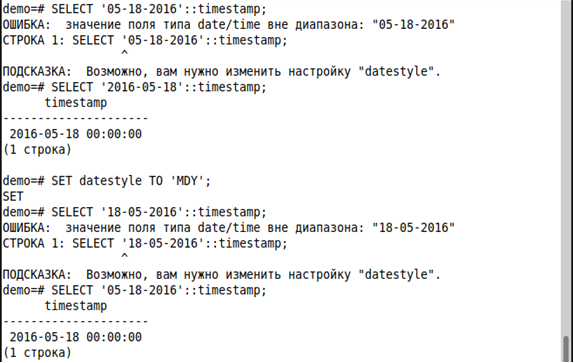 demo=# SELECT '05-18-2016'::timestamp;
ОШИБКА:  значение поля типа date/time вне диапазона: "05-18-2016"
СТРОКА 1: SELECT '05-18-2016'::timestamp;
                 ^
ПОДСКАЗКА:  Возможно, вам нужно изменить настройку "datestyle".
demo=# SELECT '2016-05-18'::timestamp;
      timestamp
---------------------
 2016-05-18 00:00:00
(1 строка)

demo=# SET datestyle TO 'MDY';
SET
demo=# SELECT '18-05-2016'::timestamp;
ОШИБКА:  значение поля типа date/time вне диапазона: "18-05-2016"
СТРОКА 1: SELECT '18-05-2016'::timestamp;
                 ^
ПОДСКАЗКА:  Возможно, вам нужно изменить настройку "datestyle".
demo=# SELECT '05-18-2016'::timestamp;
      timestamp
---------------------
 2016-05-18 00:00:00
(1 строка)